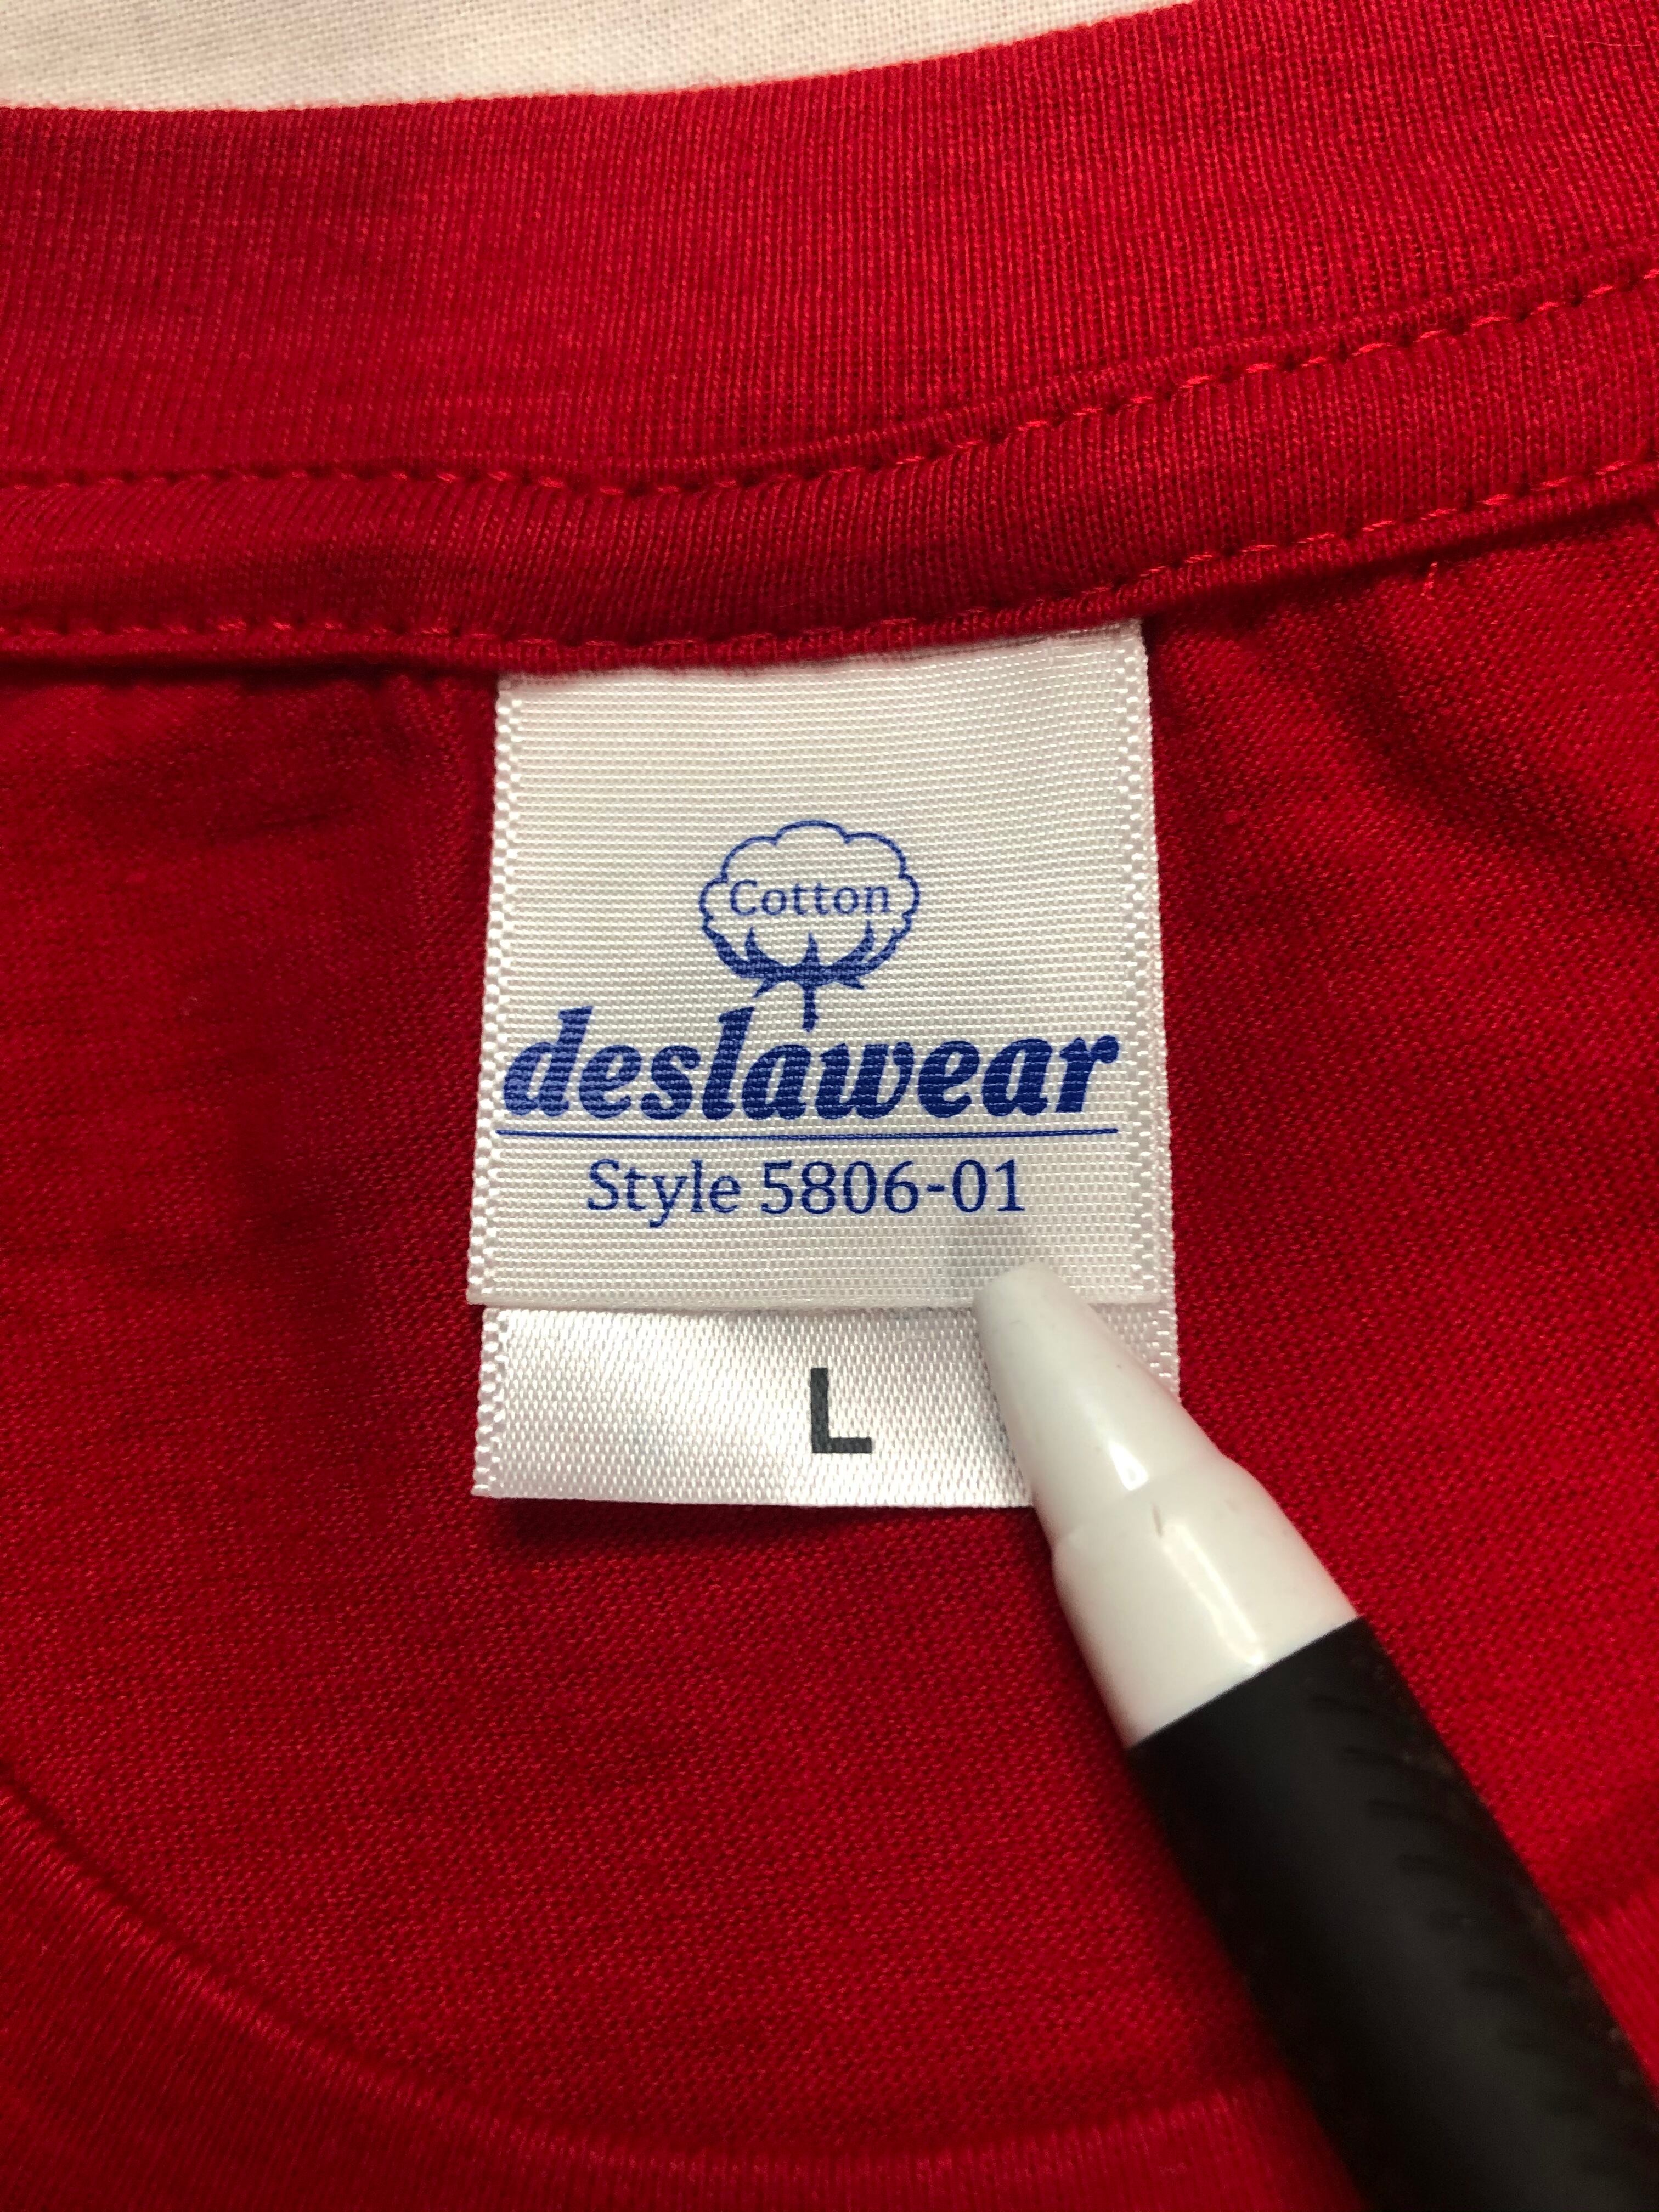 Cotton
deslawear
Style 5806-01
L